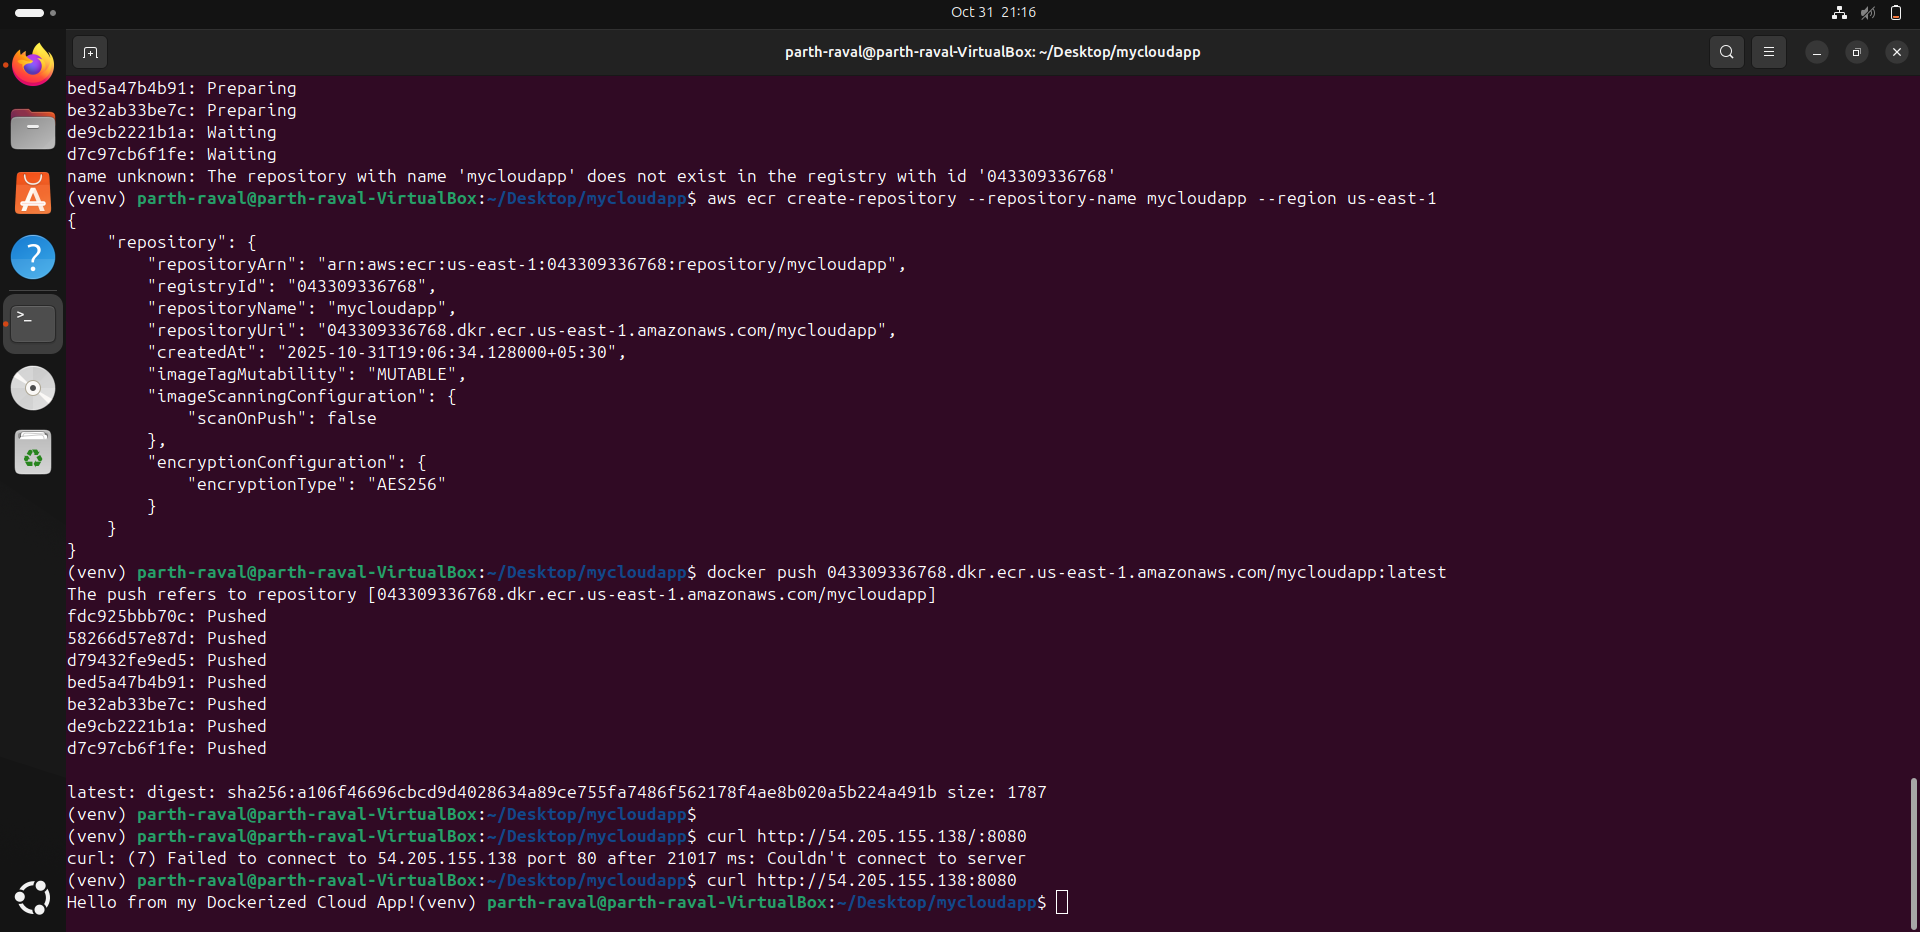 Oct 31 21:16
parth-raval@parth-raval-VirtualBox: ~/Desktop/mycloudapp
bed5a47b4b91: Preparing
be32ab33be7c: Preparing
de9cb2221b1a: Waiting
d7c97cb6f1fe: Waiting
name unknown: The repository with name 'mycloudapp' does not exist in the registry with id '043309336768'
(venv) parth-raval@parth-raval-VirtualBox:~/Desktop/mycloudapp$ aws ecr create-repository --repository-name mycloudapp --region us-east-1
{
    "repository": {
        "repositoryArn": "arn:aws:ecr:us-east-1:043309336768:repository/mycloudapp",
        "registryId": "043309336768",
        "repositoryName": "mycloudapp",
        "repositoryUri": "043309336768.dkr.ecr.us-east-1.amazonaws.com/mycloudapp",
        "createdAt": "2025-10-31T19:06:34.128000+05:30",
        "imageTagMutability": "MUTABLE",
        "imageScanningConfiguration": {
            "scanOnPush": false
        },
        "encryptionConfiguration": {
            "encryptionType": "AES256"
        }
    }
}
(venv) parth-raval@parth-raval-VirtualBox:~/Desktop/mycloudapp$ docker push 043309336768.dkr.ecr.us-east-1.amazonaws.com/mycloudapp:latest
The push refers to repository [043309336768.dkr.ecr.us-east-1.amazonaws.com/mycloudapp]
fdc925bbb70c: Pushed
58266d57e87d: Pushed
d79432fe9ed5: Pushed
bed5a47b4b91: Pushed
be32ab33be7c: Pushed
de9cb2221b1a: Pushed
d7c97cb6f1fe: Pushed
latest: digest: sha256:a106f46696cbcd9d4028634a89ce755fa7486f562178f4ae8b020a5b224a491b size: 1787
(venv) parth-raval@parth-raval-VirtualBox:~/Desktop/mycloudapp$
(venv) parth-raval@parth-raval-VirtualBox:~/Desktop/mycloudapp$ curl http://54.205.155.138/:8080
curl: (7) Failed to connect to 54.205.155.138 port 80 after 21017 ms: Couldn't connect to server
(venv) parth-raval@parth-raval-VirtualBox:~/Desktop/mycloudapp$ curl http://54.205.155.138:8080
Hello from my Dockerized Cloud App!(venv) parth-raval@parth-raval-VirtualBox:~/Desktop/mycloudapp$